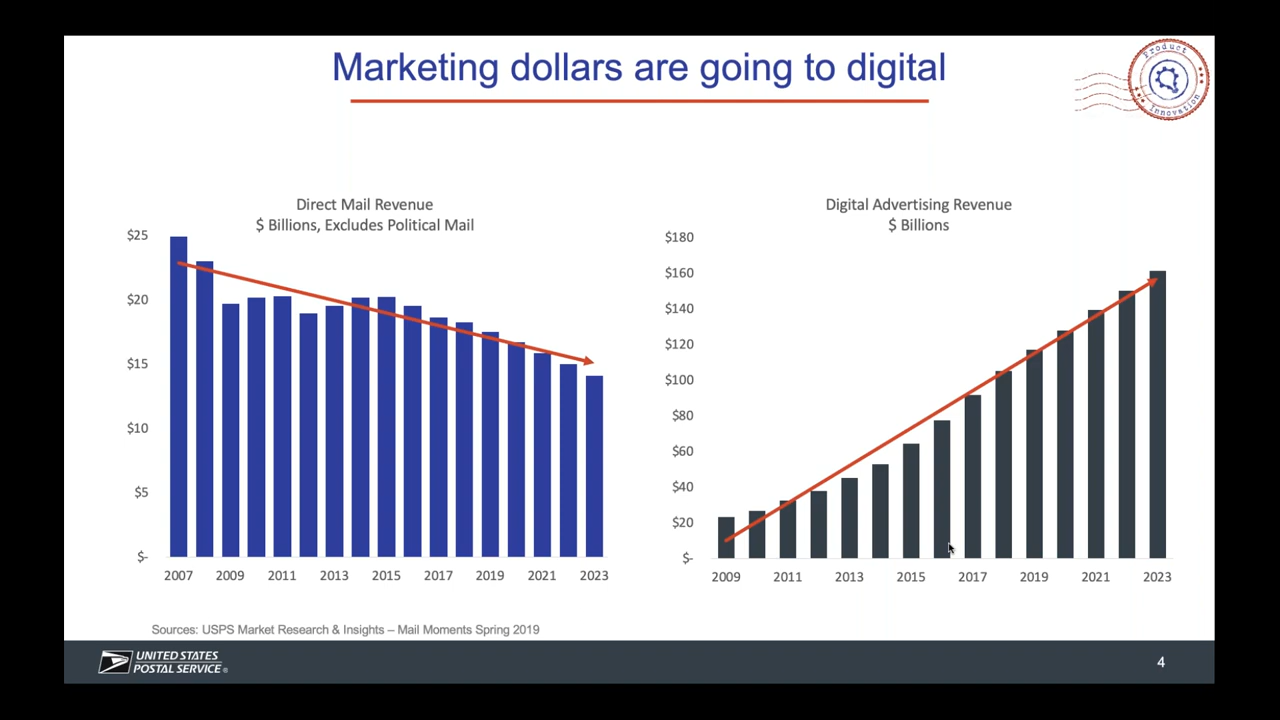 Marketing dollars are going to digital
Product
Innovation
Direct Mail Revenue
$ Billions, Excludes Political Mail
$25
$20
$15
$10
$5
$-
2007 2009 2011 2013 2015 2017 2019 2021 2023
Digital Advertising Revenue
$ Billions
$180
$160
$140
$120
$100
$80
$60
$40
$20
$-
2009 2011 2013 2015 2017 2019 2021 2023
Sources: USPS Market Research & Insights – Mail Moments Spring 2019
UNITED STATES
POSTAL SERVICE®
4